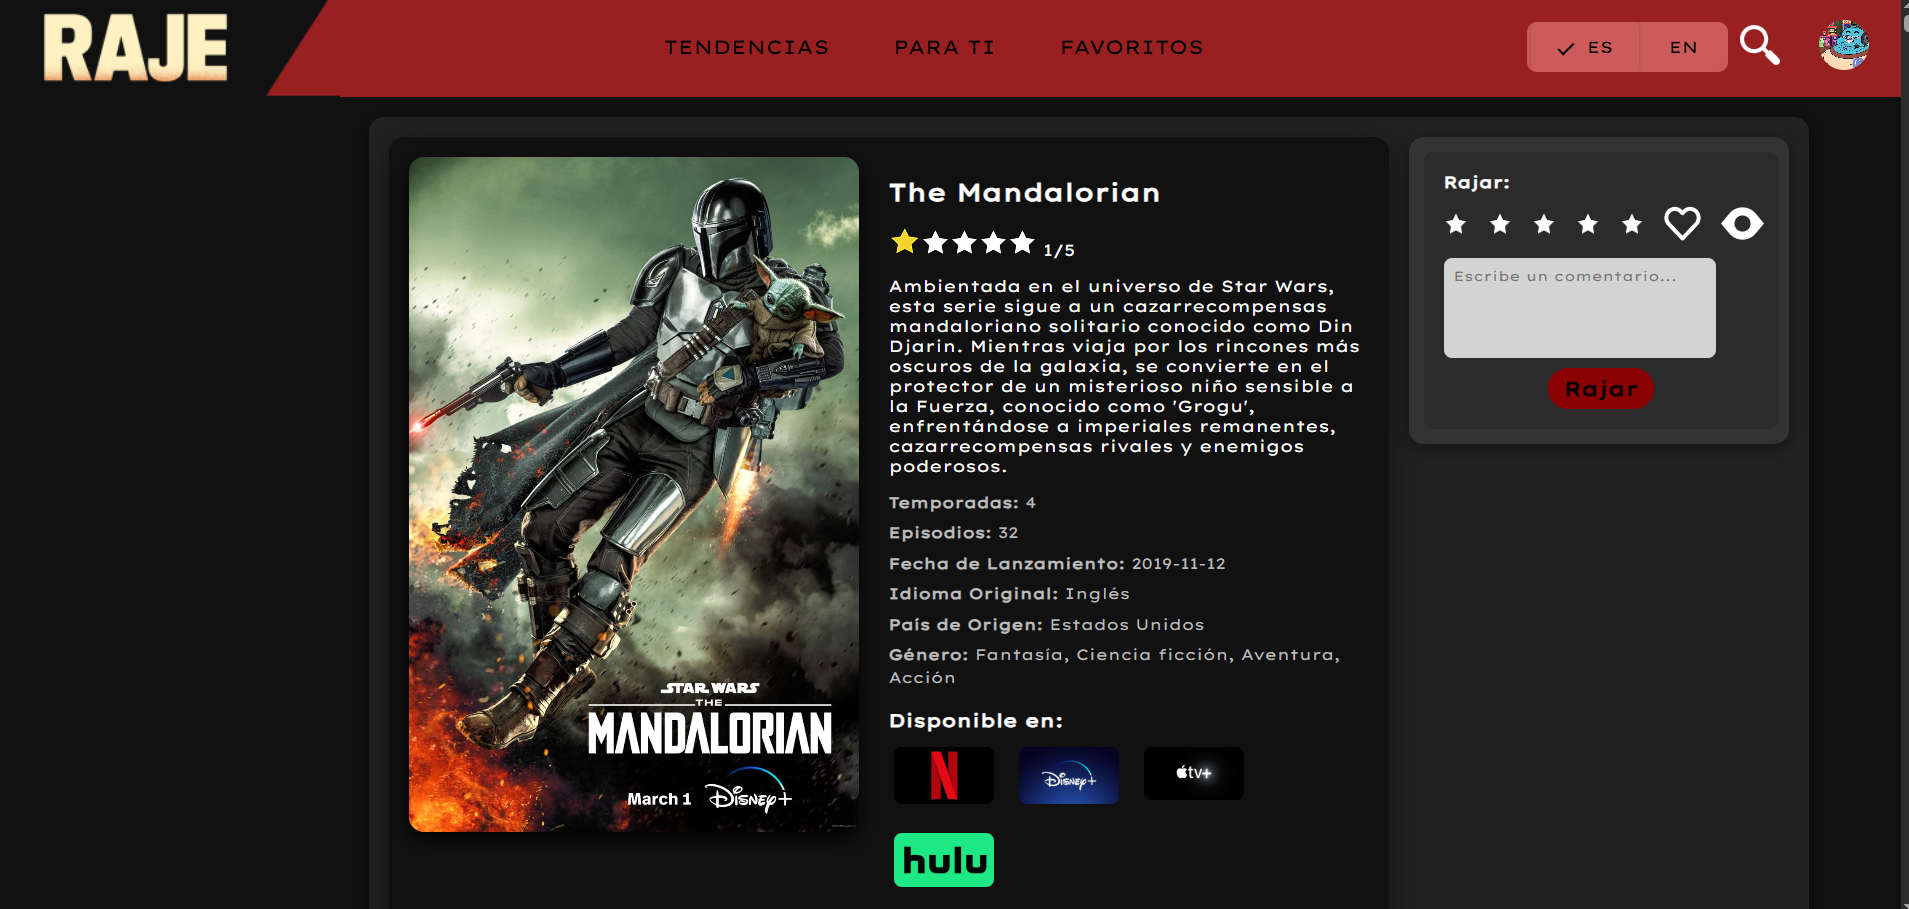 RAJE
TENDENCIAS
PARA TI
FAVORITOS
ES
EN
The Mandalorian
1/5
Ambientada en el universo de Star Wars,
esta serie sigue a un cazarrecompensas
mandaloriano solitario conocido como Din
Djarin. Mientras viaja por los rincones más
oscuros de la galaxia, se convierte en el
protector de un misterioso niño sensible a
la Fuerza, conocido como 'Grogu',
enfrentándose a imperiales remanentes,
cazarrecompensas rivales y enemigos
poderosos.
Temporadas: 4
Episodios: 32
Fecha de Lanzamiento: 2019-11-12
Idioma Original: Inglés
País de Origen: Estados Unidos
Género: Fantasía, Ciencia ficción, Aventura,
Acción
Disponible en:
N
Disney+
tv+
hulu
STAR WARS
THE
MANDALORIAN
March 1 Disney+
Rajar:
Escribe un comentario...
Rajar